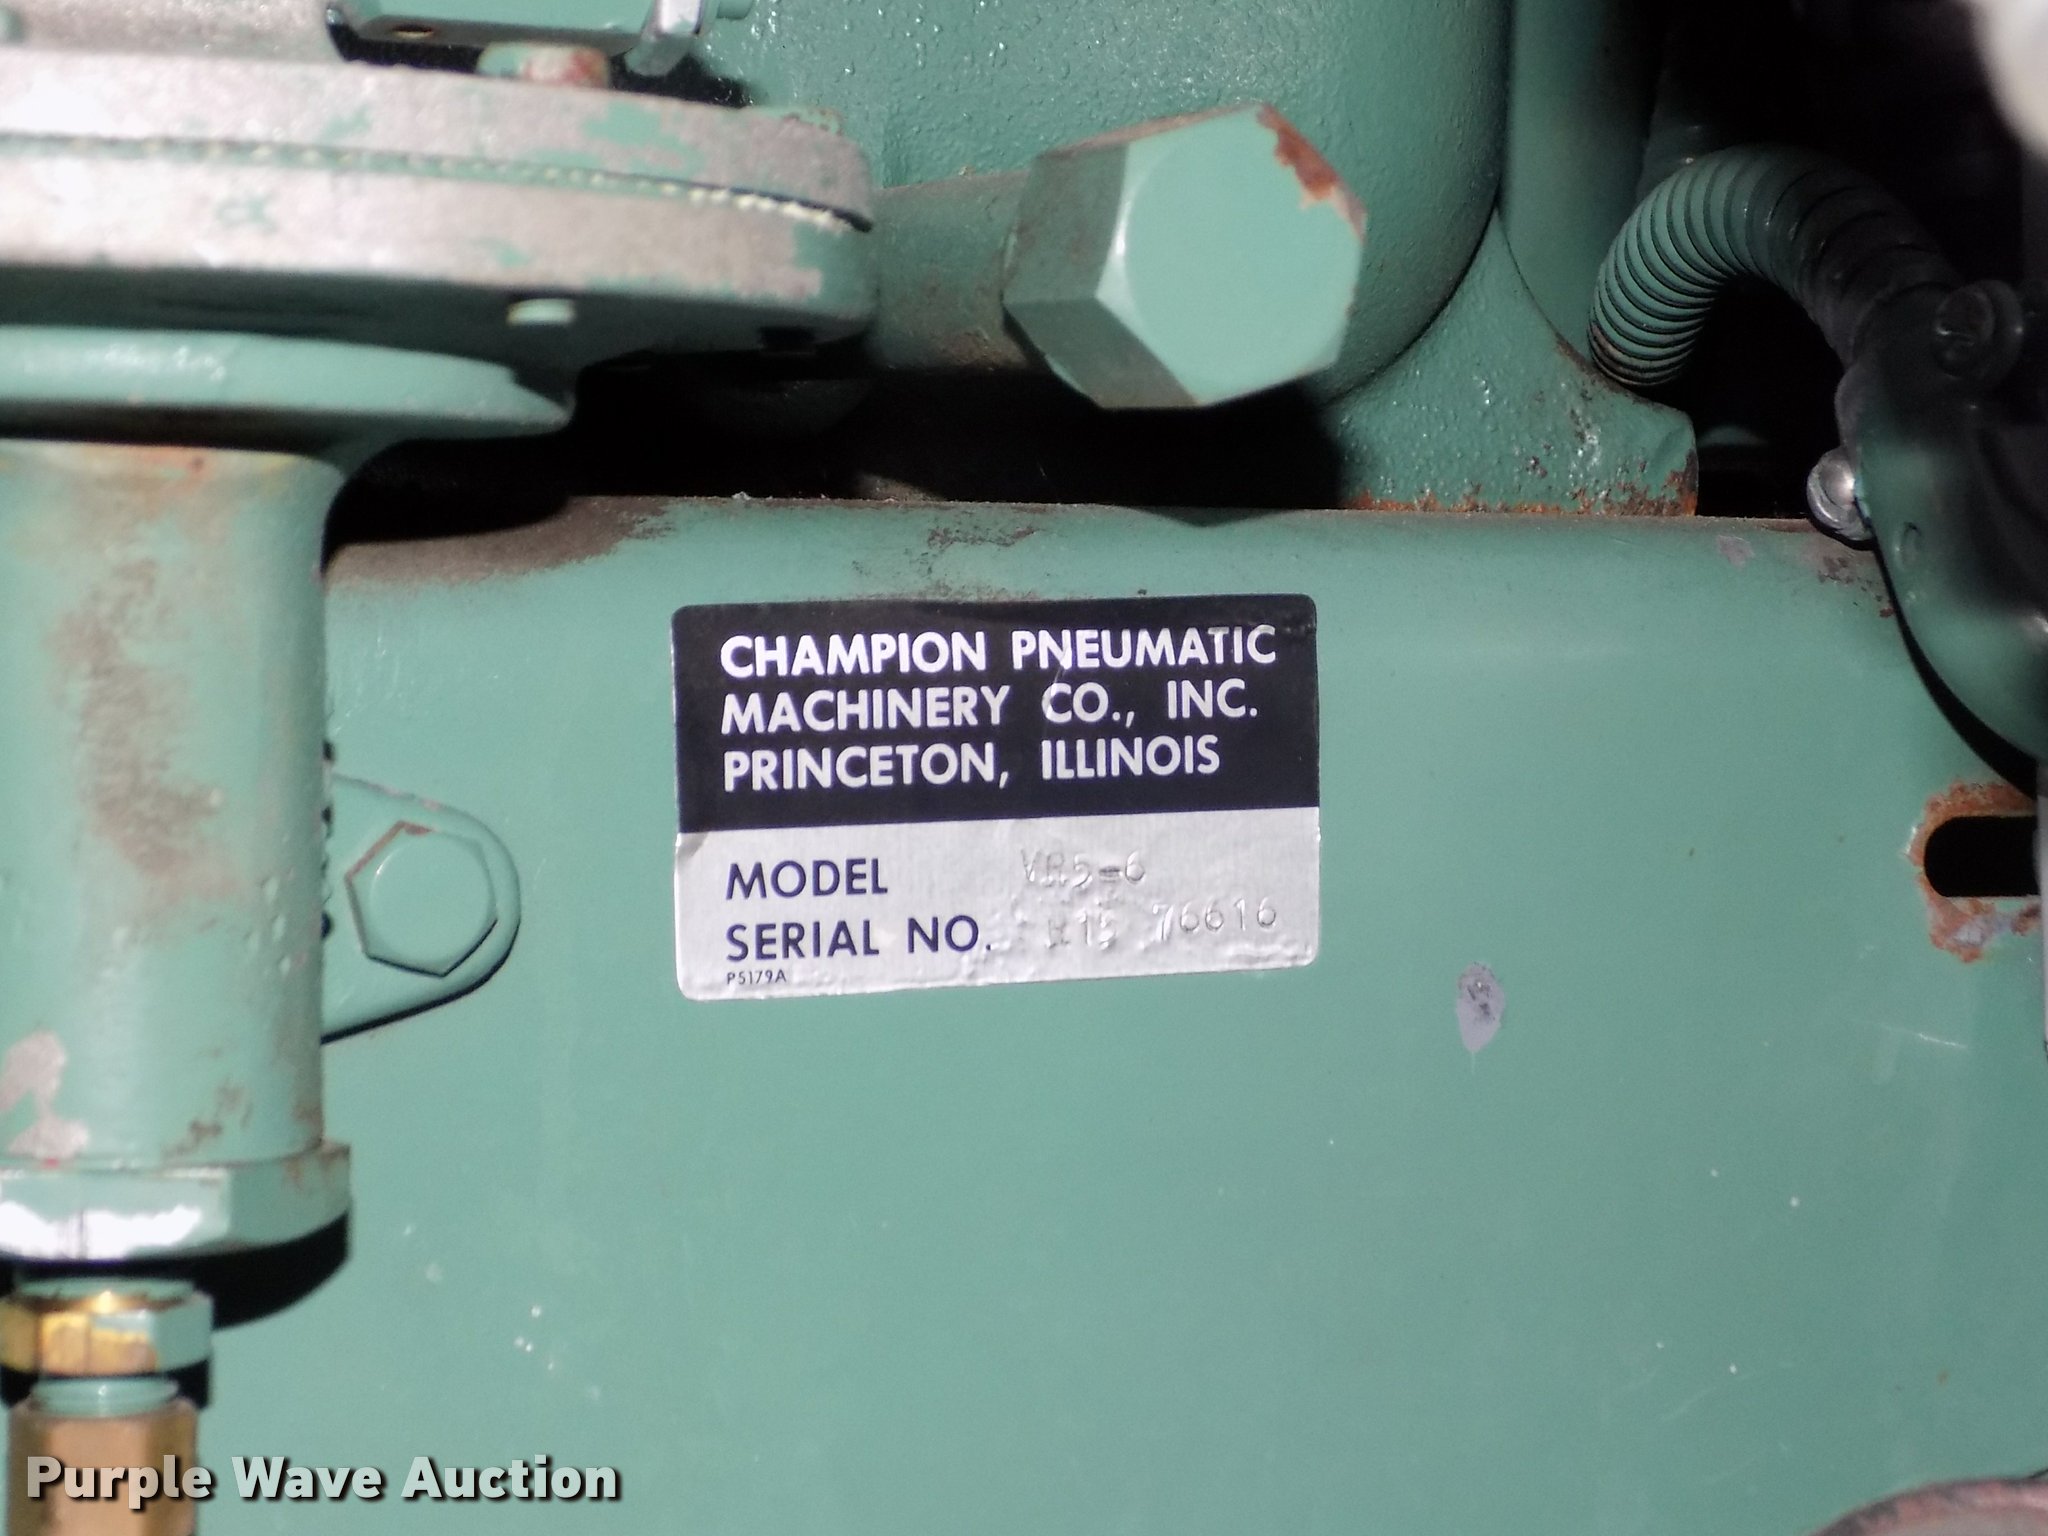 CHAMPION PNEUMATIC
MACHINERY CO., INC.
PRINCETON, ILLINOIS
MODEL VR5-6
SERIAL NO. 76616
P5179A
Purple Wave Auction